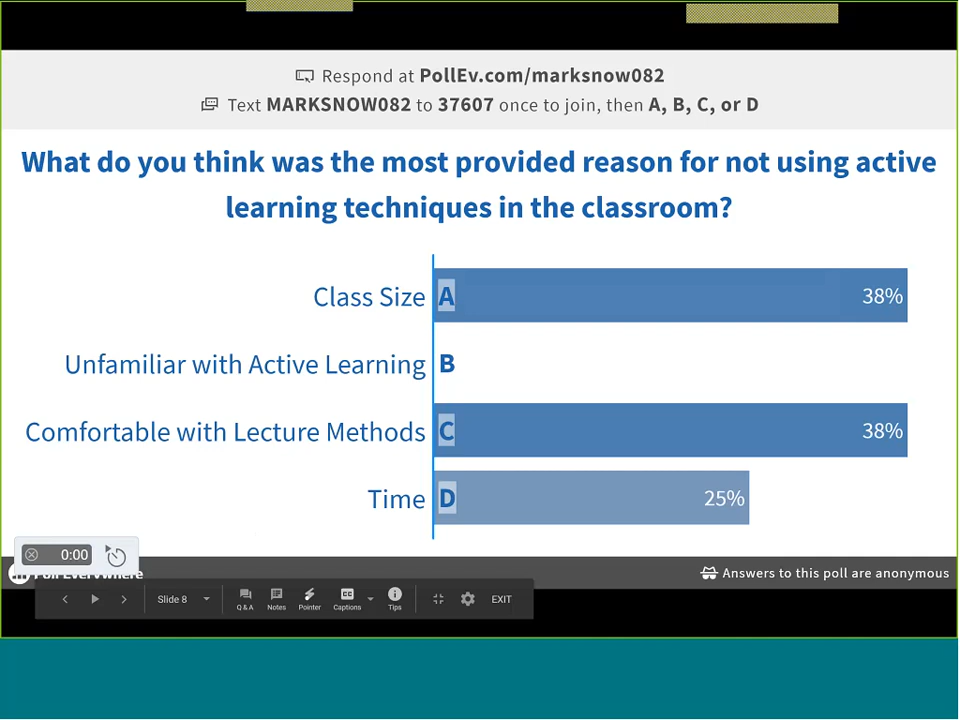 Respond at PollEv.com/marksnow082
Text MARKSNOW082 to 37607 once to join, then A, B, C, or D
What do you think was the most provided reason for not using active
learning techniques in the classroom?
Class Size A 38%
Unfamiliar with Active Learning B
Comfortable with Lecture Methods C 38%
Time D 25%
0:00
Poll Everywhere
Answers to this poll are anonymous
Slide 8 Q&A Notes Pointer CC Captions Tips EXIT